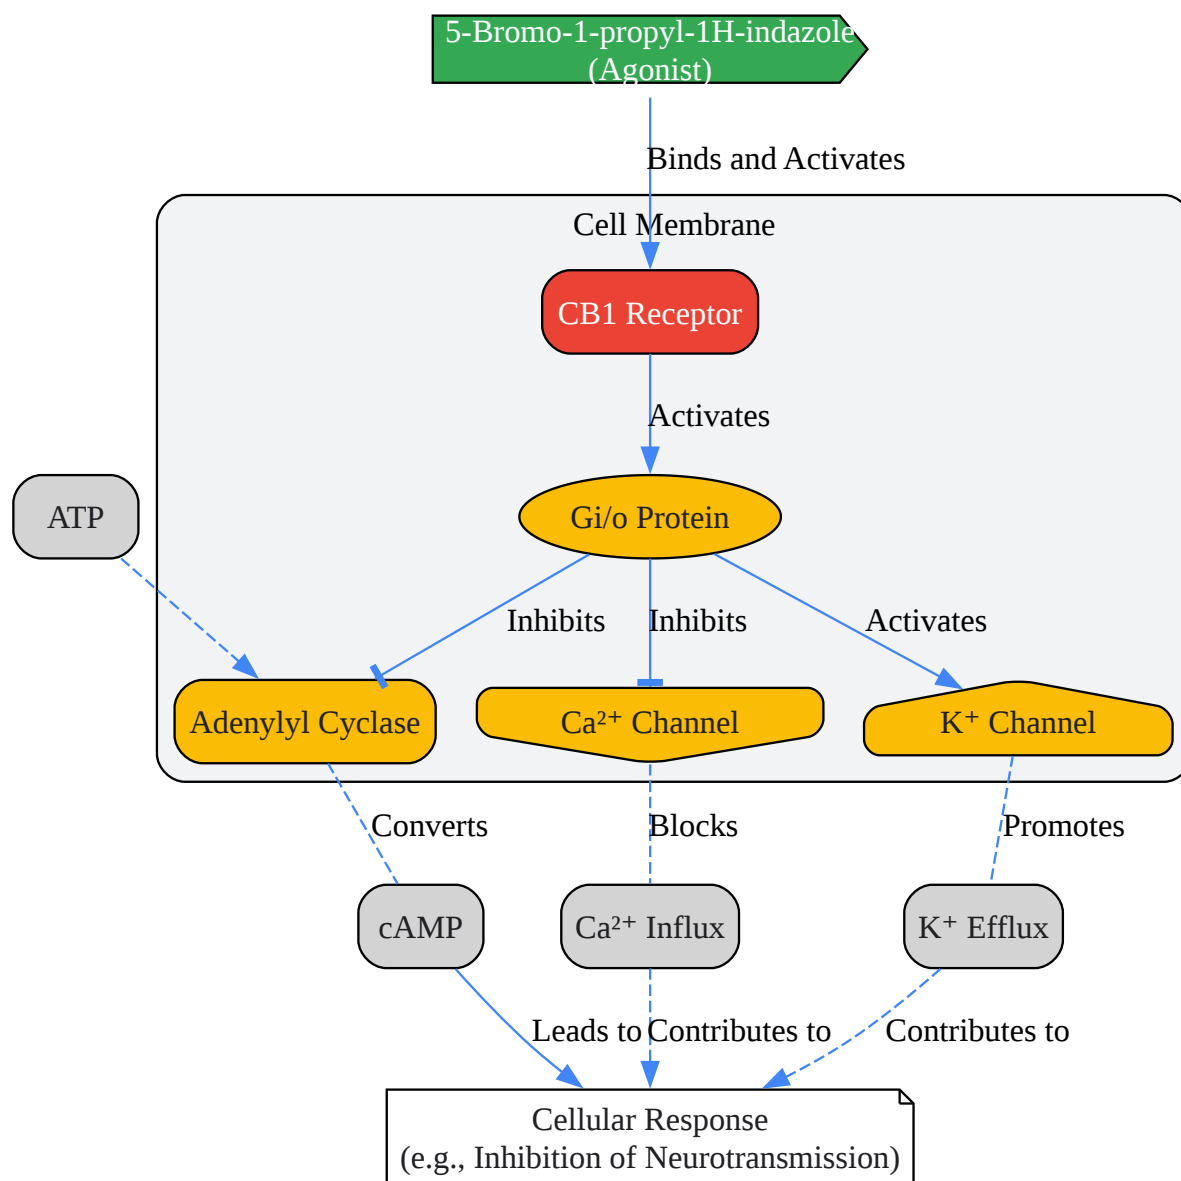 5-Bromo-1-propyl-1H-indazole
(Agonist)
Binds and Activates
Cell Membrane
CB1 Receptor
Activates
ATP
Gi/o Protein
Inhibits
Inhibits
Activates
Adenylyl Cyclase
Ca²⁺ Channel
K⁺ Channel
Converts
Blocks
Promotes
cAMP
Ca²⁺ Influx
K⁺ Efflux
Leads to
Contributes to
Contributes to
Cellular Response
(e.g., Inhibition of Neurotransmission)